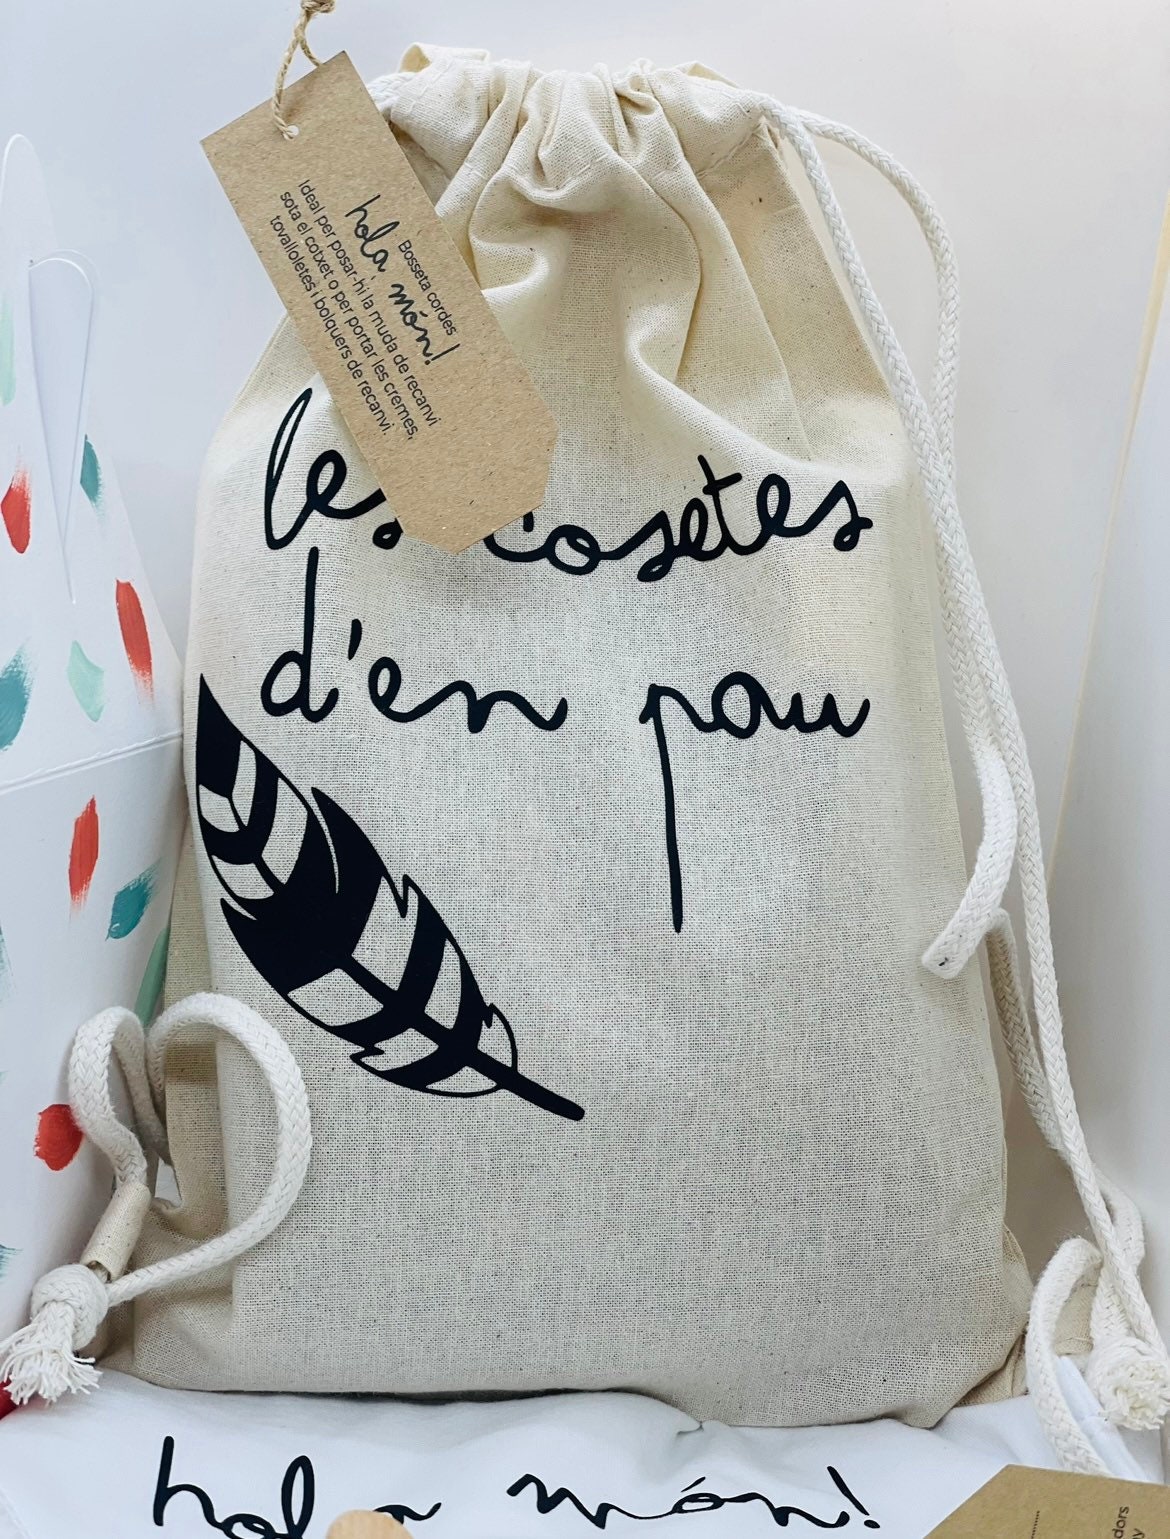 Bosseta cordes
hola món!
Ideal per posar-hi la muda de recanvi
sota el cotxet o per portar les cremes,
tovalloletes i bolquers de recanvi.
les cosetes
d'en pau
hola món!